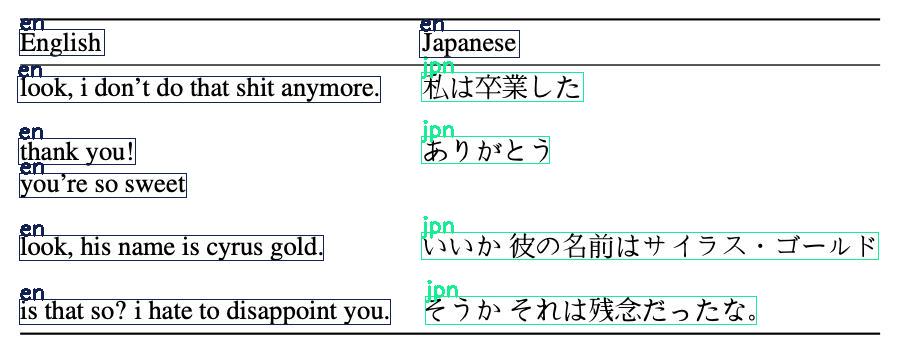 en en
English Japanese
en jpn
look, i don't do that shit anymore. 私は卒業した
en jpn
thank you! ありがとう
en
you're so sweet
en jpn
look, his name is cyrus gold. いいか 彼の名前はサイラス・ゴールド
en jpn
is that so? i hate to disappoint you. そうか それは残念だったな。